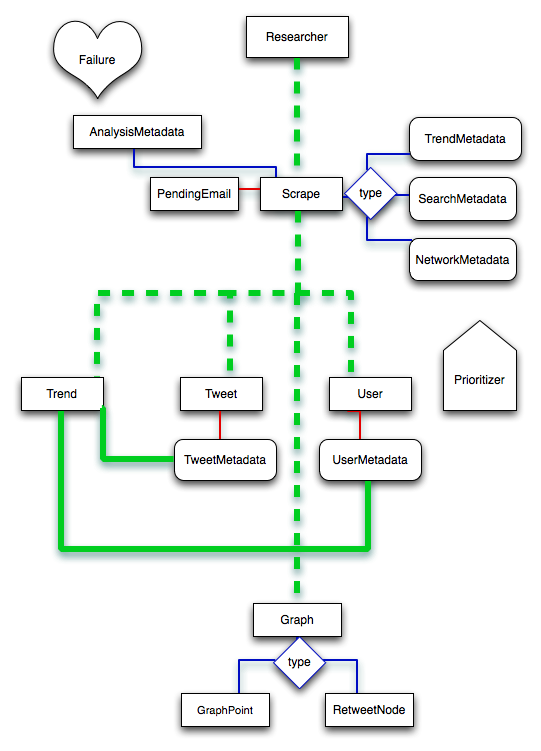 Researcher
Failure
AnalysisMetadata
TrendMetadata
PendingEmail
Scrape
type
SearchMetadata
NetworkMetadata
Prioritizer
Trend
Tweet
User
TweetMetadata
UserMetadata
Graph
type
GraphPoint
RetweetNode